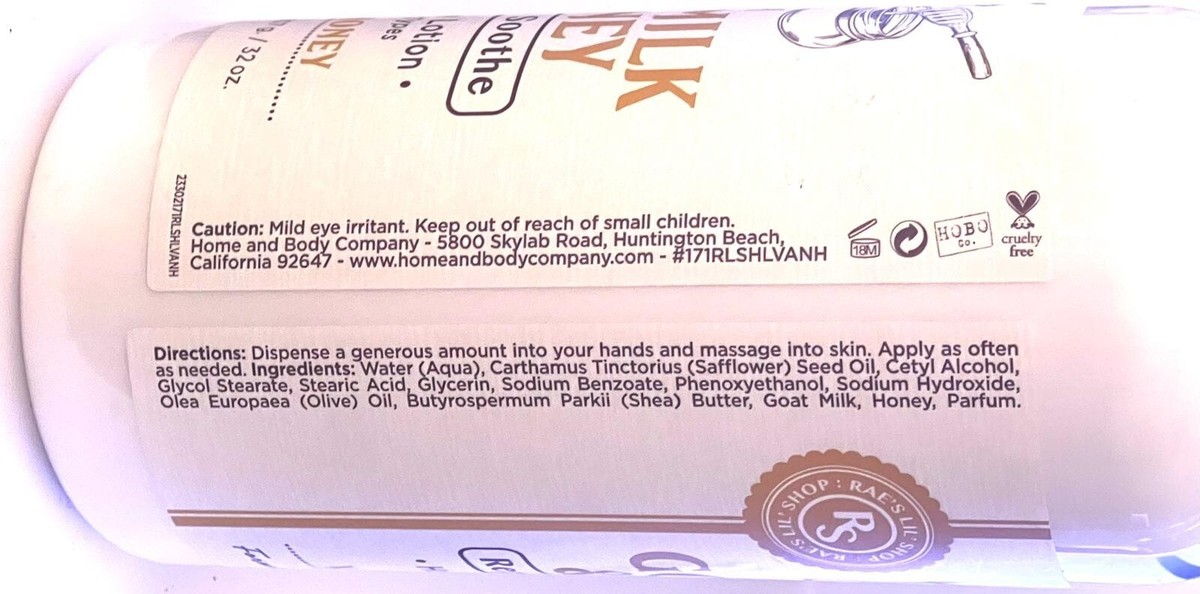 MILK
Soothe
Lotion •
ONEY
/ 32 oz.
2330217IRLSHLVANH
Caution: Mild eye irritant. Keep out of reach of small children.
Home and Body Company - 5800 Skylab Road, Huntington Beach,
California 92647 - www.homeandbodycompany.com - #171RLSHLVANH
18M
HOBO
CO.
cruelty
free
Directions: Dispense a generous amount into your hands and massage into skin. Apply as often
as needed. Ingredients: Water (Aqua), Carthamus Tinctorius (Safflower) Seed Oil, Cetyl Alcohol,
Glycol Stearate, Stearic Acid, Glycerin, Sodium Benzoate, Phenoxyethanol, Sodium Hydroxide,
Olea Europaea (Olive) Oil, Butyrospermum Parkii (Shea) Butter, Goat Milk, Honey, Parfum.
RAE'S LIL' SHOP : RAE'S LIL' SHOP :
RS